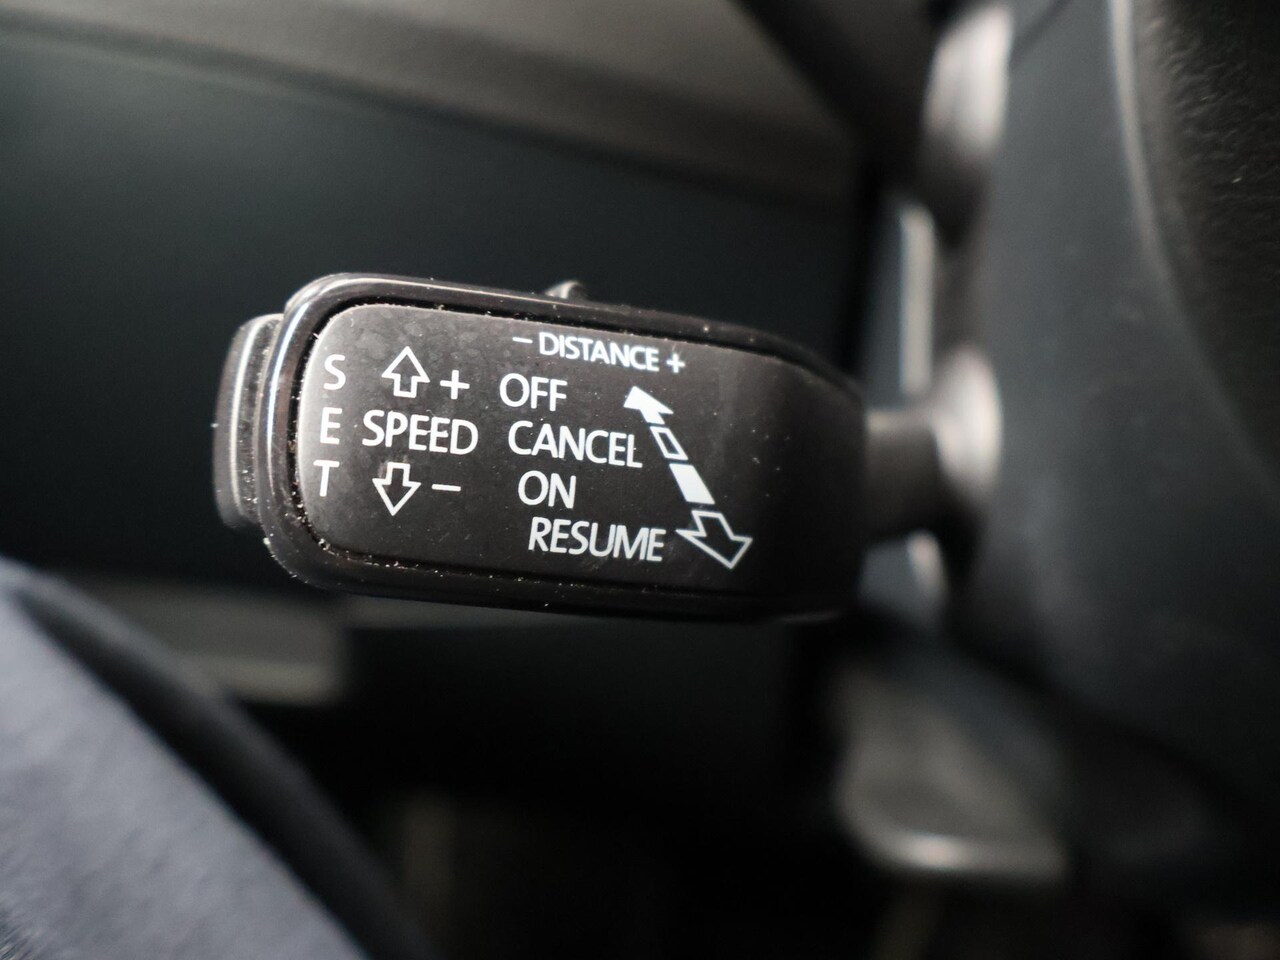 - DISTANCE +
S + OFF
E SPEED CANCEL
T - ON
RESUME